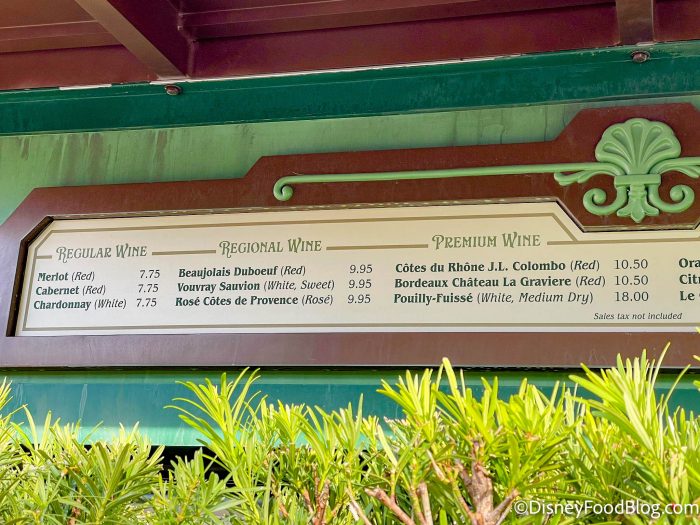 Regular Wine
Merlot (Red) 7.75
Cabernet (Red) 7.75
Chardonnay (White) 7.75
Regional Wine
Beaujolais Duboeuf (Red) 9.95
Vouvray Sauvion (White, Sweet) 9.95
Rosé Côtes de Provence (Rosé) 9.95
Premium Wine
Côtes du Rhône J.L. Colombo (Red) 10.50
Bordeaux Château La Graviere (Red) 10.50
Pouilly-Fuissé (White, Medium Dry) 18.00
Sales tax not included
Ora
Citr
Le
©DisneyFoodBlog.com